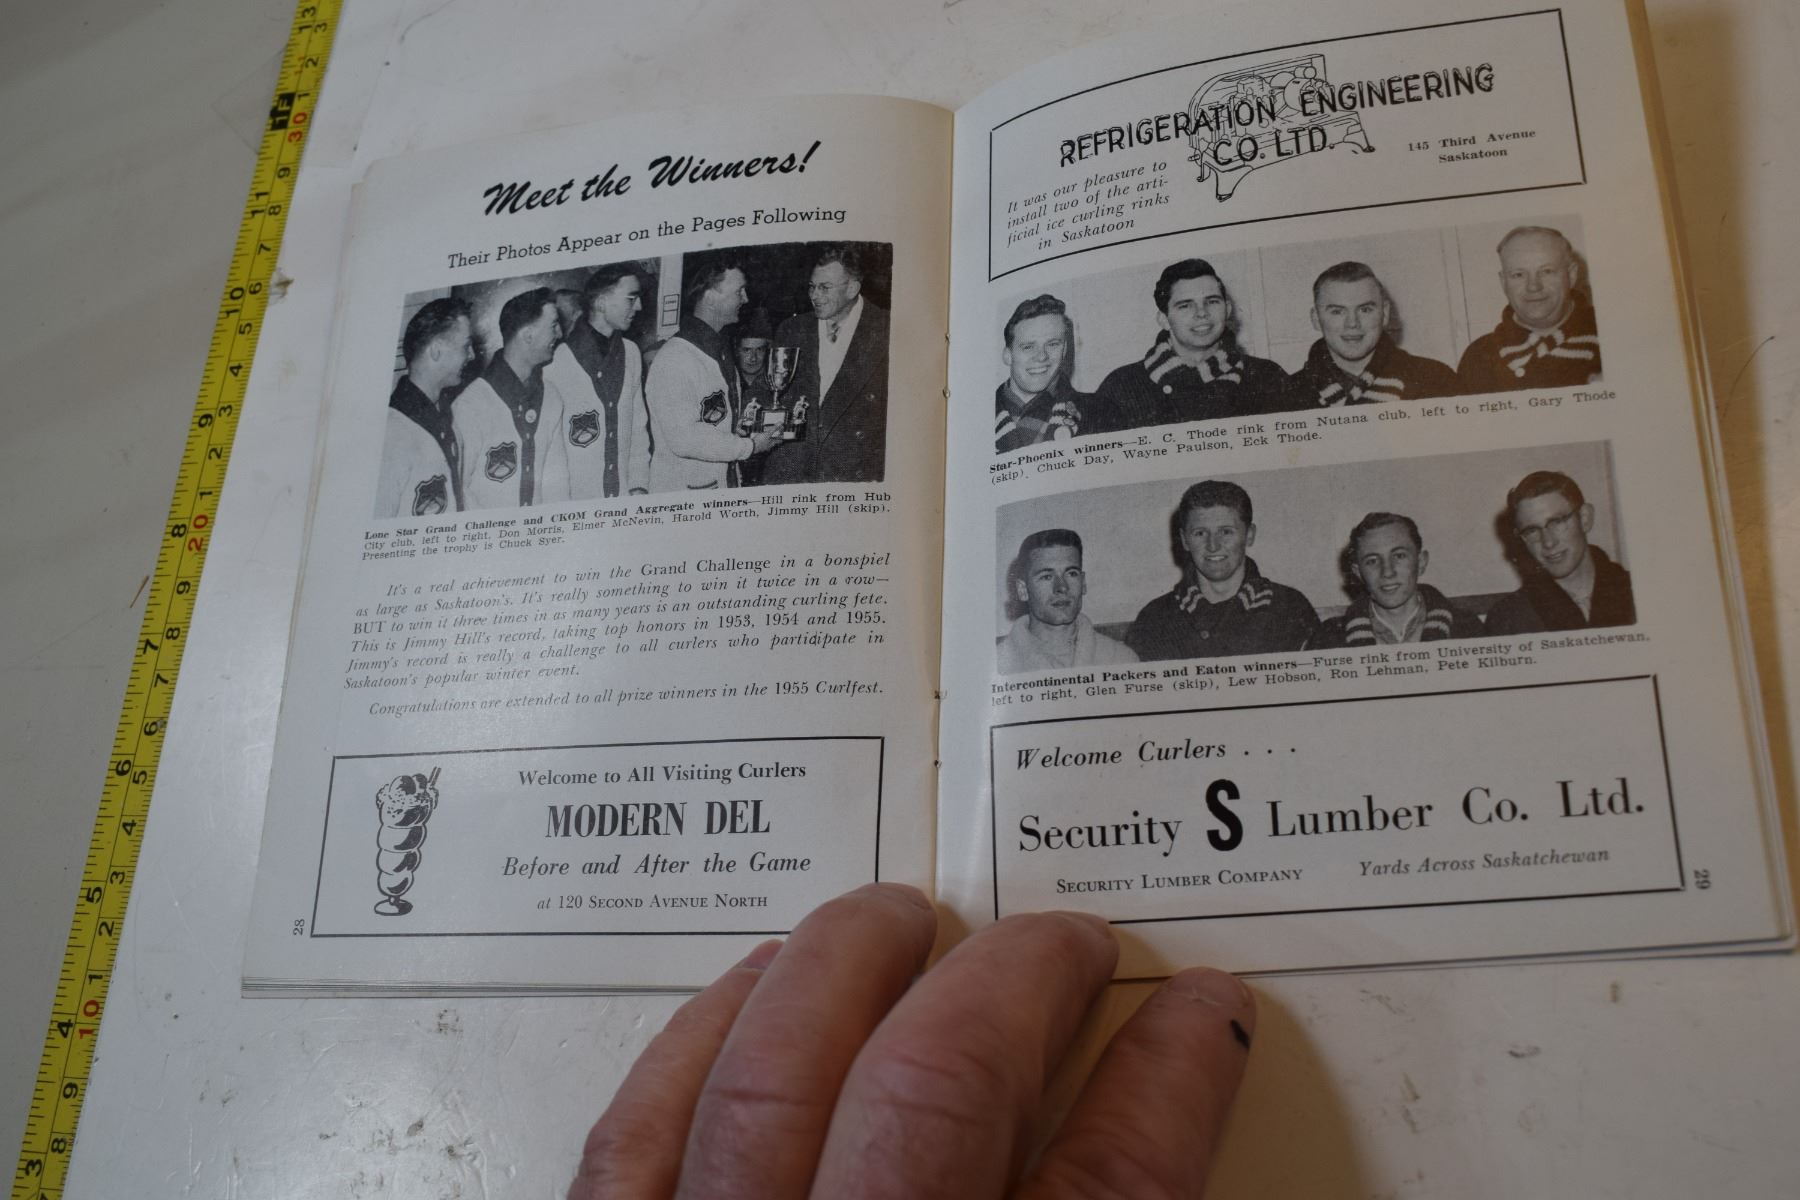 Meet the Winners!
Their Photos Appear on the Pages Following
Lone Star Grand Challenge and CKOM Grand Aggregate winners—Hill rink from Hub
City club, left to right, Don Morris, Elmer McNevin, Harold Worth, Jimmy Hill (skip).
Presenting the trophy is Chuck Syer.
It's a real achievement to win the Grand Challenge in a bonspiel
as large as Saskatoon's. It's really something to win it twice in a row—
BUT to win it three times in as many years is an outstanding curling fete.
This is Jimmy Hill's record, taking top honors in 1953, 1954 and 1955.
Jimmy's record is really a challenge to all curlers who participate in
Saskatoon's popular winter event.
Congratulations are extended to all prize winners in the 1955 Curlfest.
Welcome to All Visiting Curlers
MODERN DEL
Before and After the Game
at 120 SECOND AVENUE NORTH
28
REFRIGERATION ENGINEERING
CO. LTD.
145 Third Avenue
Saskatoon
It was our pleasure to
install two of the arti-
ficial ice curling rinks
in Saskatoon
Star-Phoenix winners—E. C. Thode rink from Nutana club, left to right, Gary Thode
(skip), Chuck Day, Wayne Paulson, Eck Thode.
Intercontinental Packers and Eaton winners—Furse rink from University of Saskatchewan,
left to right, Glen Furse (skip), Lew Hobson, Ron Lehman, Pete Kilburn.
Welcome Curlers . . .
Security S Lumber Co. Ltd.
SECURITY LUMBER COMPANY Yards Across Saskatchewan
29